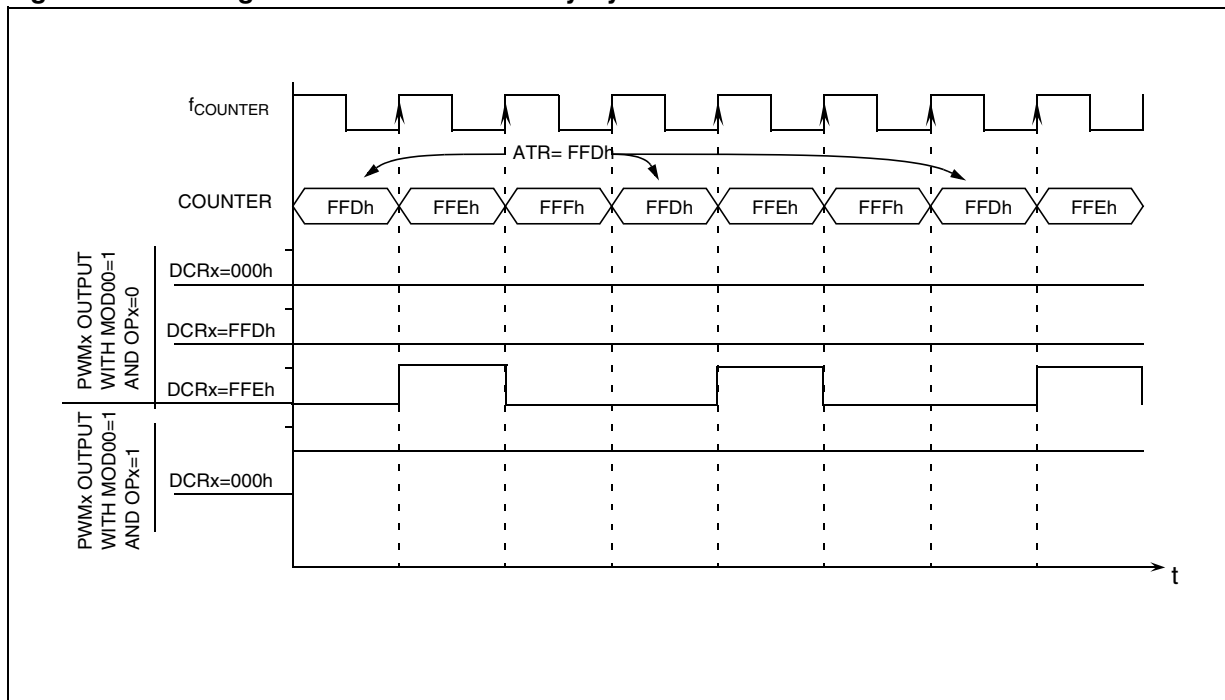 fCOUNTER
ATR= FFDh
COUNTER
FFDh FFEh FFFh FFDh FFEh FFFh FFDh FFEh
PWMx OUTPUT
WITH MOD00=1
AND OPx=0
DCRx=000h
DCRx=FFDh
DCRx=FFEh
PWMx OUTPUT
WITH MOD00=1
AND OPx=1
DCRx=000h
t